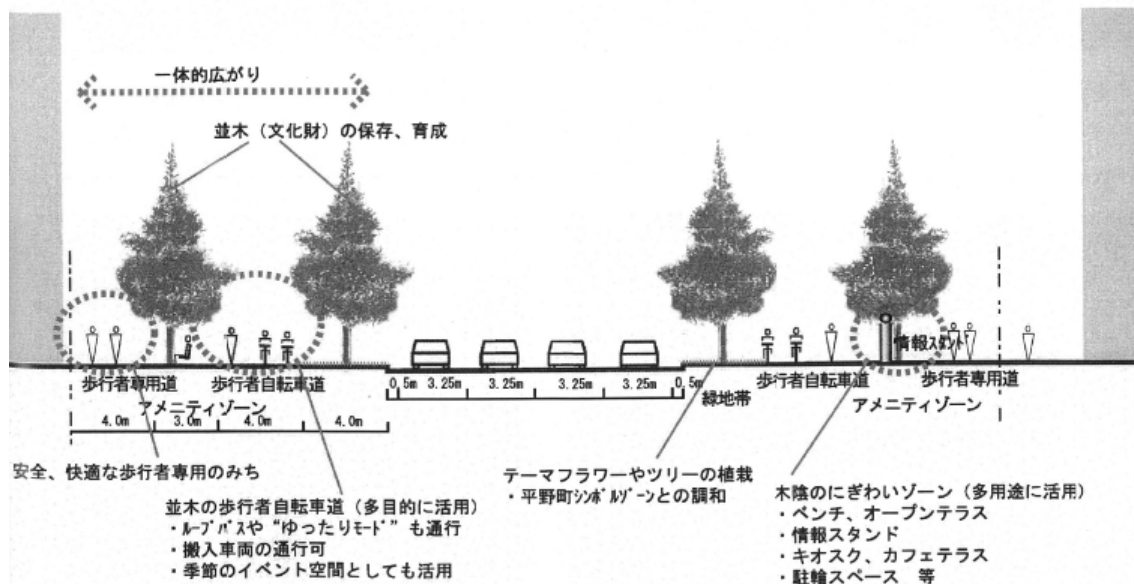 一体的広がり
並木（文化財）の保存、育成
情報スタンド
歩行者専用道
歩行者自転車道
歩行者自転車道
歩行者専用道
0.5m 3.25m 3.25m 3.25m 3.25m 0.5m
緑地帯
アメニティゾーン
アメニティゾーン
4.0m 3.0m 4.0m 4.0m
安全、快適な歩行者専用のみち
並木の歩行者自転車道（多目的に活用）
・ループバスや“ゆったりモード”も通行
・搬入車両の通行可
・季節のイベント空間としても活用
テーマフラワーやツリーの植栽
・平野町シンボルゾーンとの調和
木陰のにぎわいゾーン（多用途に活用）
・ベンチ、オープンテラス
・情報スタンド
・キオスク、カフェテラス
・駐輪スペース 等